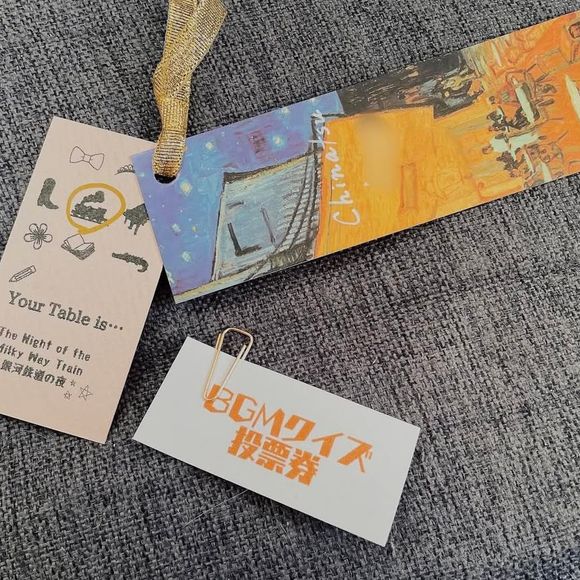 Your Table is...
The Night of the
Milky Way Train
銀河鉄道の夜
Chinatsu
BGMクイズ
投票券